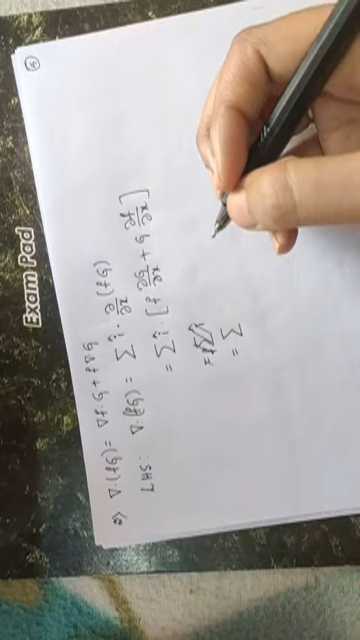 Exam Pad
5
a) ∇·(fG) = ∇f·G + f∇G
LHS: ∇·(fG) = Σ î · ∂/∂x (fG)
= Σ î · [f ∂G/∂x + G ∂f/∂x]
= Σ